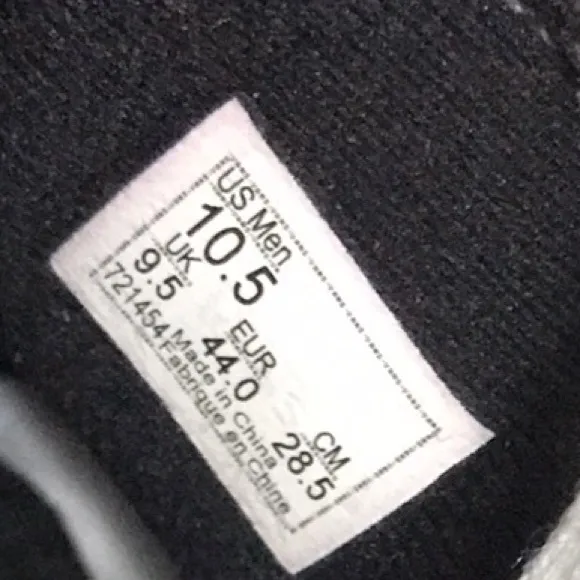 US Men
10.5
UK EUR CM
9.5 44.0 28.5
721454 Made in China
Fabrique en Chine